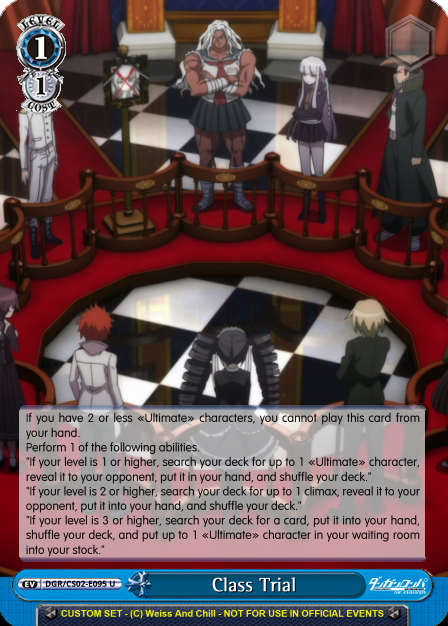 LEVEL
1
1
COST
If you have 2 or less «Ultimate» characters, you cannot play this card from
your hand.
Perform 1 of the following abilities.
"If your level is 1 or higher, search your deck for up to 1 «Ultimate» character,
reveal it to your opponent, put it in your hand, and shuffle your deck."
"If your level is 2 or higher, search your deck for up to 1 climax, reveal it to your
opponent, put it into your hand, and shuffle your deck."
"If your level is 3 or higher, search your deck for a card, put it into your hand,
shuffle your deck, and put up to 1 «Ultimate» character in your waiting room
into your stock."
EV DGR/CS02-E095 U Class Trial ダンガンロンパ
CUSTOM SET - (C) Weiss And Chill - NOT FOR USE IN OFFICIAL EVENTS